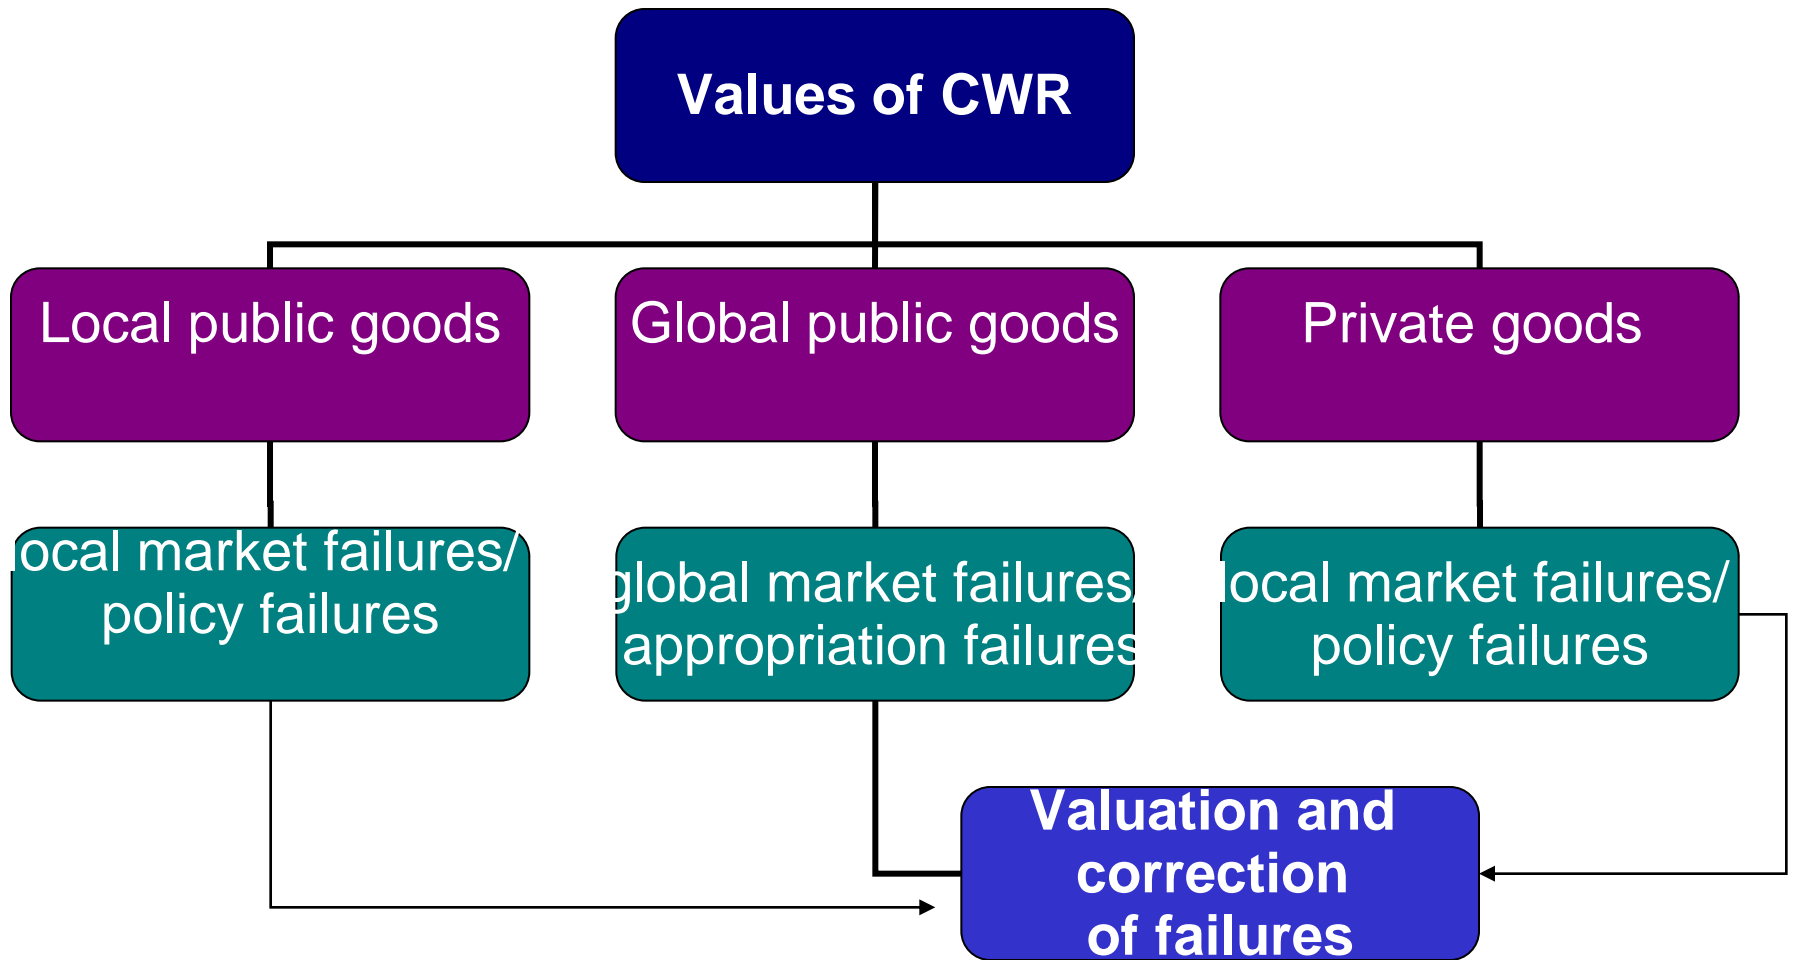 Values of CWR
Local public goods
Global public goods
Private goods
local market failures/
policy failures
global market failures/
appropriation failures
local market failures/
policy failures
Valuation and
correction
of failures